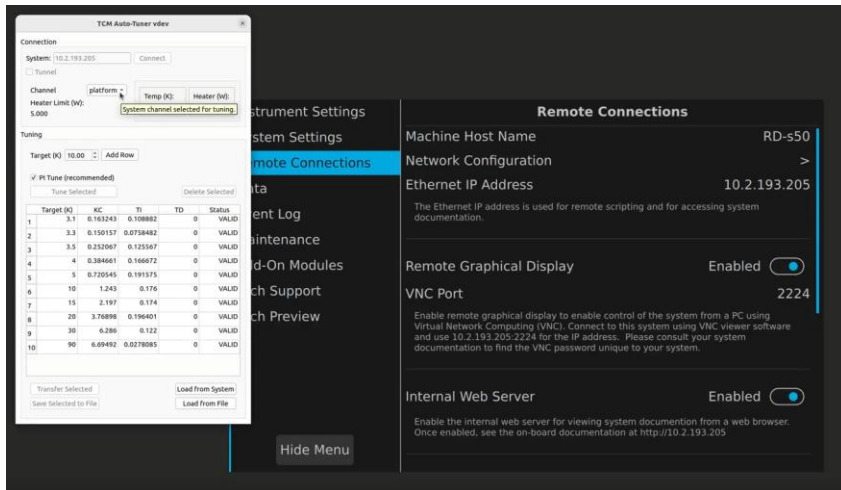 TCM Auto-Tuner vdev
Connection
System: 10.2.193.205 Connect
Tunnel
Channel platform
Temp (K): Heater (W):
Heater Limit (W):
5.000
System channel selected for tuning.
Tuning
Target (K) 10.00 Add Row
PI Tune (recommended)
Tune Selected Delete Selected
Target (K) KC TI TD Status
1 3.1 0.163243 0.108882 0 VALID
2 3.3 0.150157 0.0758482 0 VALID
3 3.5 0.252067 0.125567 0 VALID
4 4 0.384661 0.166672 0 VALID
5 5 0.720545 0.191575 0 VALID
6 10 1.243 0.176 0 VALID
7 15 2.197 0.174 0 VALID
8 20 3.76898 0.196401 0 VALID
9 30 6.286 0.122 0 VALID
10 90 6.69492 0.0278085 0 VALID
Transfer Selected Load from System
Save Selected to File Load from File
strument Settings
stem Settings
mote Connections
ta
ent Log
aintenance
d-On Modules
ch Support
ch Preview
Hide Menu
Remote Connections
Machine Host Name RD-s50
Network Configuration >
Ethernet IP Address 10.2.193.205
The Ethernet IP address is used for remote scripting and for accessing system
documentation.
Remote Graphical Display Enabled
VNC Port 2224
Enable remote graphical display to enable control of the system from a PC using
Virtual Network Computing (VNC). Connect to this system using VNC viewer software
and use 10.2.193.205:2224 for the IP address. Please consult your system
documentation to find the VNC password unique to your system.
Internal Web Server Enabled
Enable the internal web server for viewing system documention from a web browser.
Once enabled, see the on-board documentation at http://10.2.193.205